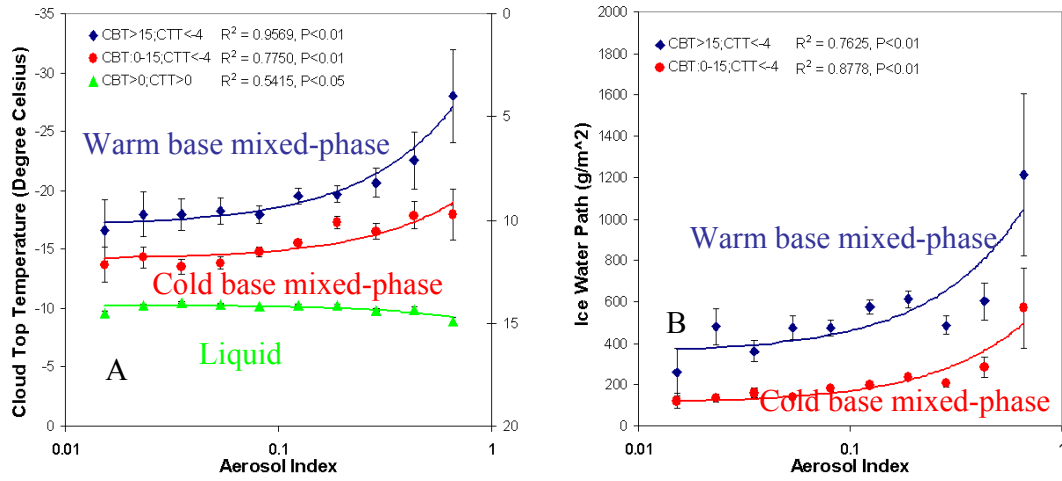 CBT>15;CTT<-4 R² = 0.9569, P<0.01
CBT:0-15;CTT<-4 R² = 0.7750, P<0.01
CBT>0;CTT>0 R² = 0.5415, P<0.05
Warm base mixed-phase
Cold base mixed-phase
Liquid
A
Cloud Top Temperature (Degree Celsius)
-35
-30
-25
-20
-15
-10
-5
0
0
5
10
15
20
0.01 0.1 1
Aerosol Index
CBT>15;CTT<-4 R² = 0.7625, P<0.01
CBT:0-15;CTT<-4 R² = 0.8778, P<0.01
Warm base mixed-phase
B
Cold base mixed-phase
Ice Water Path (g/m^2)
2000
1800
1600
1400
1200
1000
800
600
400
200
0
0.01 0.1 1
Aerosol Index